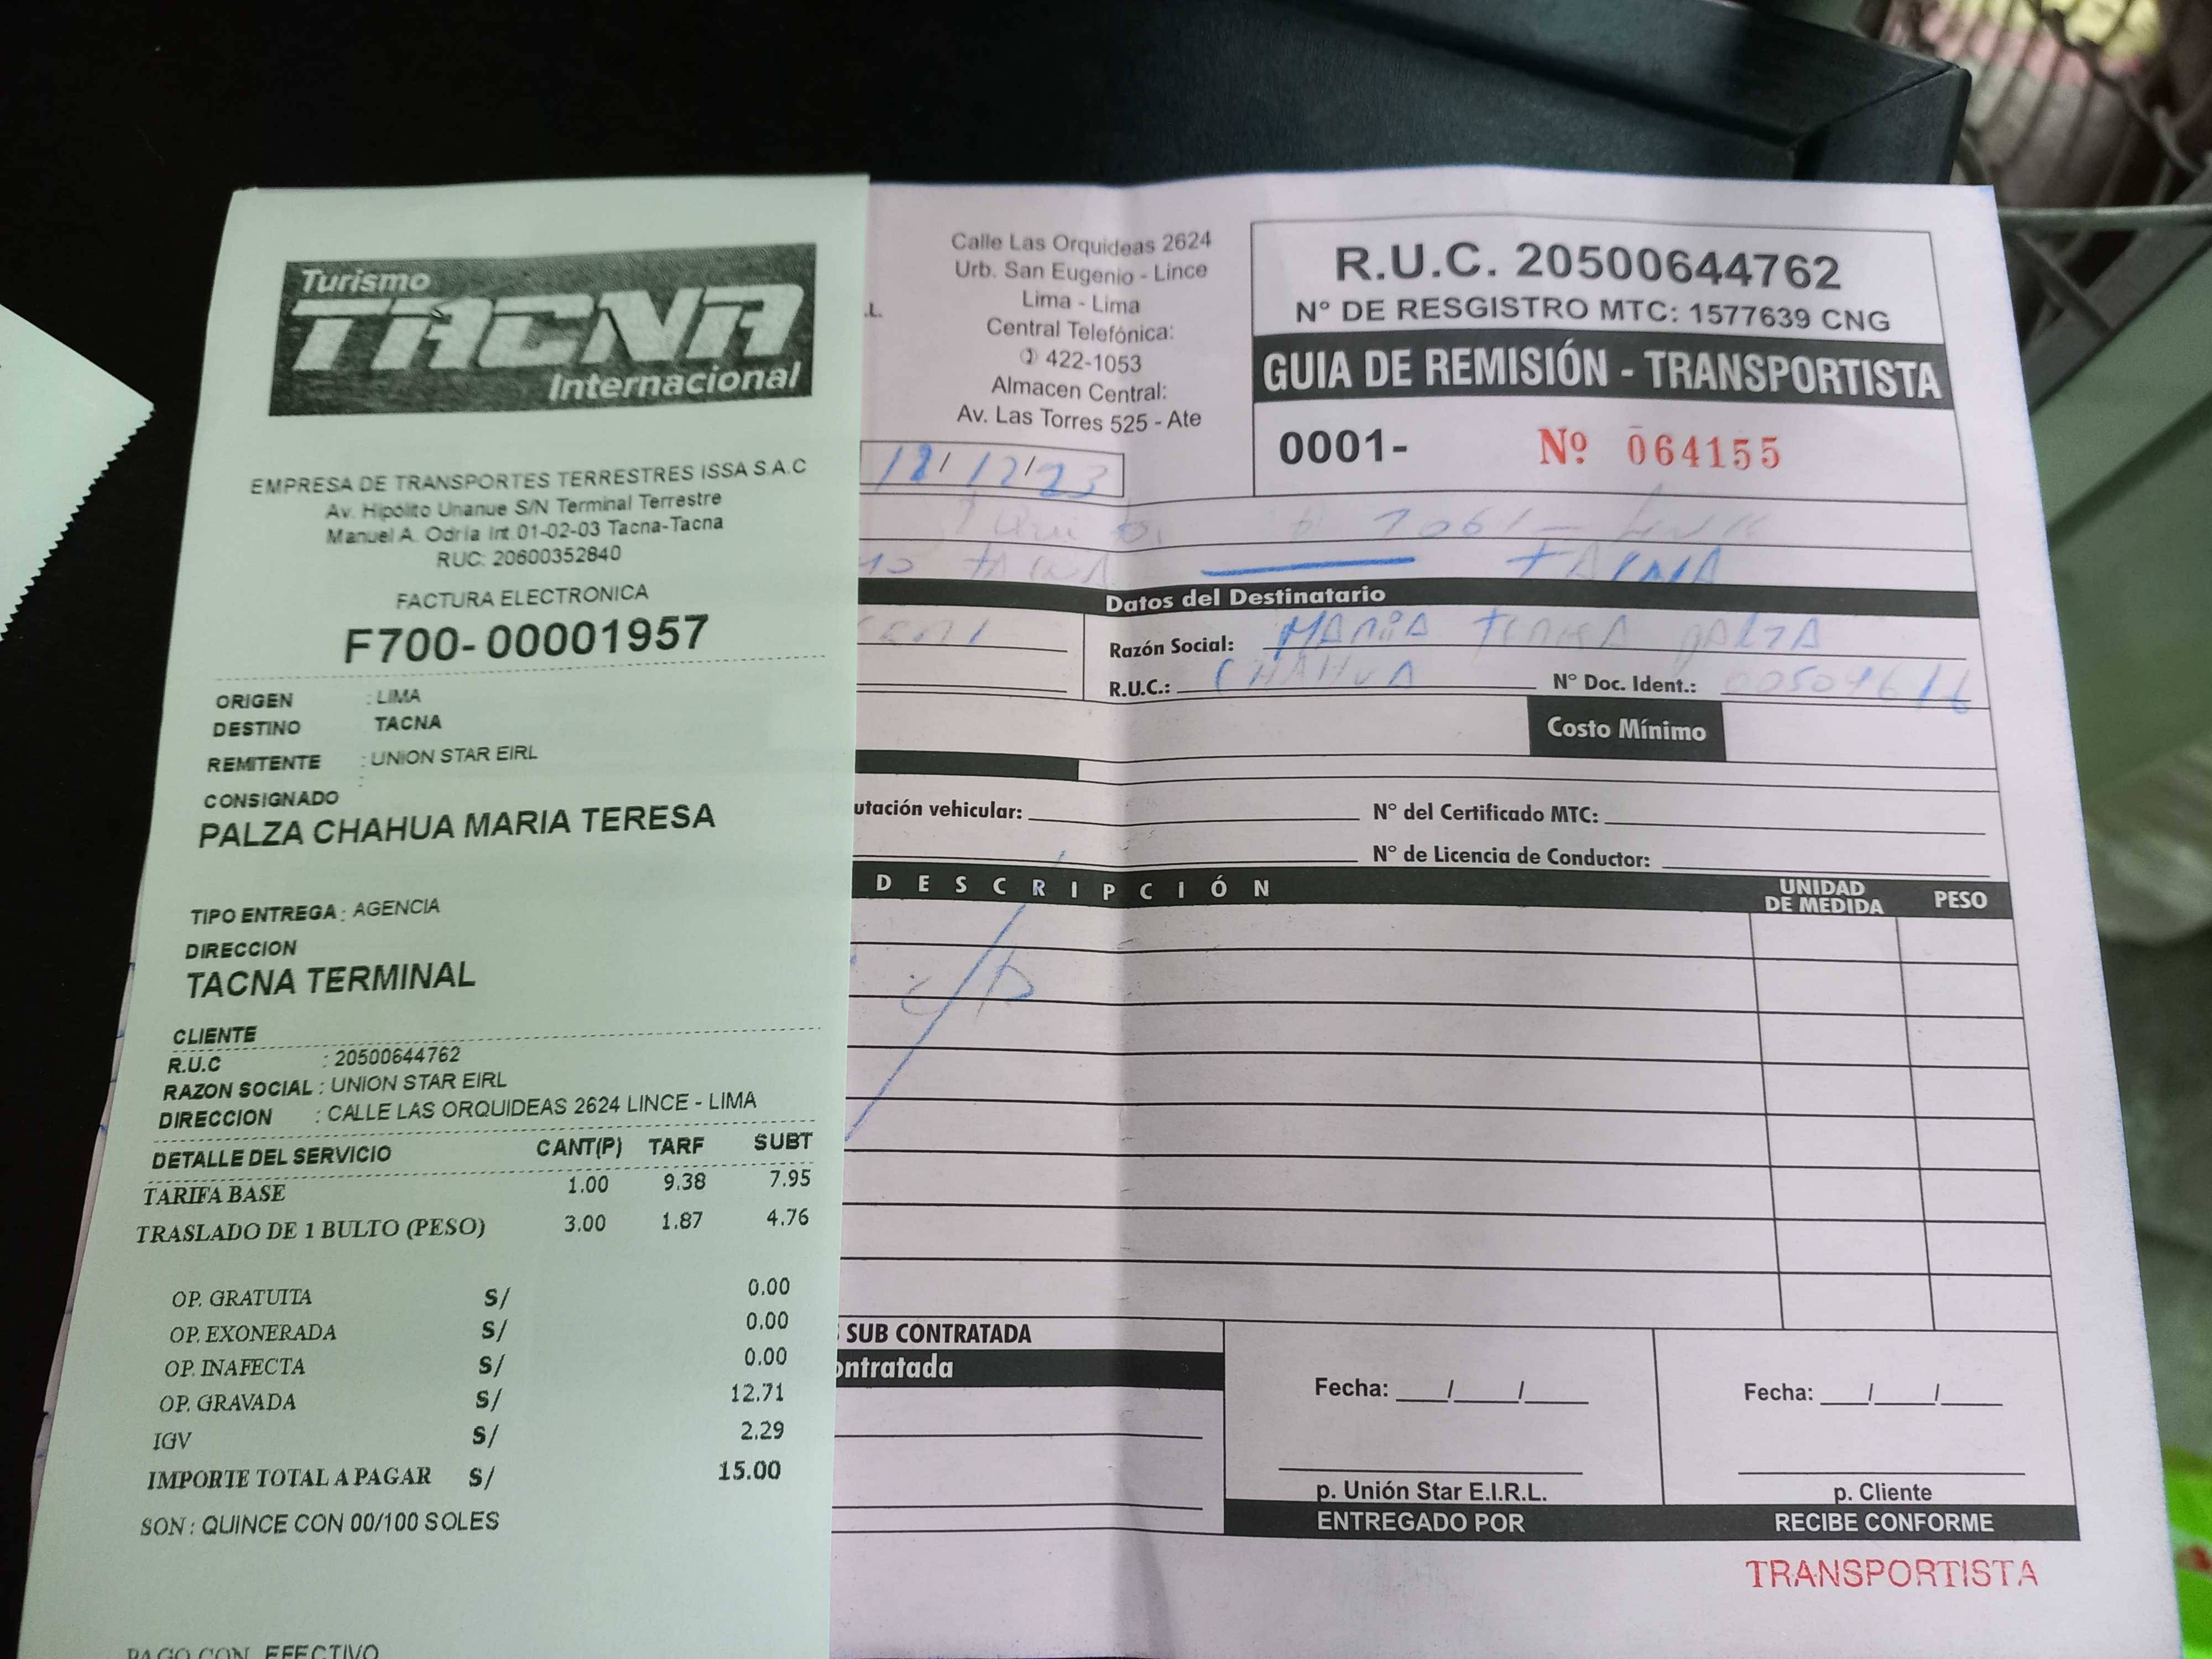 Turismo
TACNA
Internacional
EMPRESA DE TRANSPORTES TERRESTRES ISSA S.A.C
Av. Hipólito Unanue S/N Terminal Terrestre
Manuel A. Odria Int.01-02-03 Tacna-Tacna
RUC: 20600352840
FACTURA ELECTRONICA
F700-00001957
ORIGEN : LIMA
DESTINO TACNA
REMITENTE : UNION STAR EIRL
:
CONSIGNADO
PALZA CHAHUA MARIA TERESA
TIPO ENTREGA : AGENCIA
DIRECCION
TACNA TERMINAL
CLIENTE
R.U.C : 20500644762
RAZON SOCIAL : UNION STAR EIRL
DIRECCION : CALLE LAS ORQUIDEAS 2624 LINCE - LIMA
DETALLE DEL SERVICIO CANT(P) TARF SUBT
TARIFA BASE 1.00 9.38 7.95
TRASLADO DE 1 BULTO (PESO) 3.00 1.87 4.76
OP. GRATUITA S/ 0.00
OP. EXONERADA S/ 0.00
OP. INAFECTA S/ 0.00
OP. GRAVADA S/ 12.71
IGV S/ 2.29
IMPORTE TOTAL A PAGAR S/ 15.00
SON : QUINCE CON 00/100 SOLES
PAGO CON EFECTIVO
.L.
Calle Las Orquideas 2624
Urb. San Eugenio - Lince
Lima - Lima
Central Telefónica:
422-1053
Almacen Central:
Av. Las Torres 525 - Ate
R.U.C. 20500644762
N° DE RESGISTRO MTC: 1577639 CNG
GUIA DE REMISIÓN - TRANSPORTISTA
0001- Nº 064155
12/12/23
TACNA TACNA
Datos del Destinatario
Razón Social: MARIA TERESA PALZA
R.U.C.: CHAHUA N° Doc. Ident.:
Costo Mínimo
utación vehicular: N° del Certificado MTC:
N° de Licencia de Conductor:
DESCRIPCIÓN UNIDAD DE MEDIDA PESO
SUB CONTRATADA
ontratada
Fecha: / / Fecha: / /
p. Unión Star E.I.R.L. p. Cliente
ENTREGADO POR RECIBE CONFORME
TRANSPORTISTA